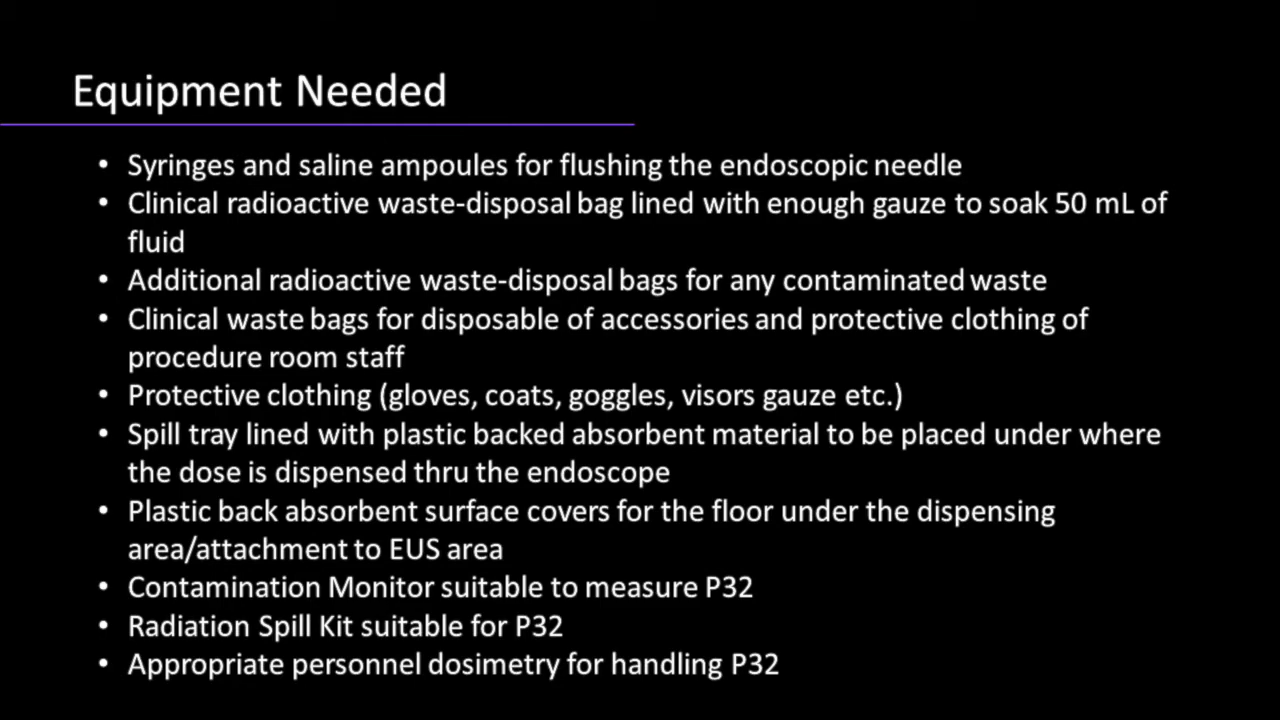 Equipment Needed
• Syringes and saline ampoules for flushing the endoscopic needle
• Clinical radioactive waste-disposal bag lined with enough gauze to soak 50 mL of
fluid
• Additional radioactive waste-disposal bags for any contaminated waste
• Clinical waste bags for disposable of accessories and protective clothing of
procedure room staff
• Protective clothing (gloves, coats, goggles, visors gauze etc.)
• Spill tray lined with plastic backed absorbent material to be placed under where
the dose is dispensed thru the endoscope
• Plastic back absorbent surface covers for the floor under the dispensing
area/attachment to EUS area
• Contamination Monitor suitable to measure P32
• Radiation Spill Kit suitable for P32
• Appropriate personnel dosimetry for handling P32